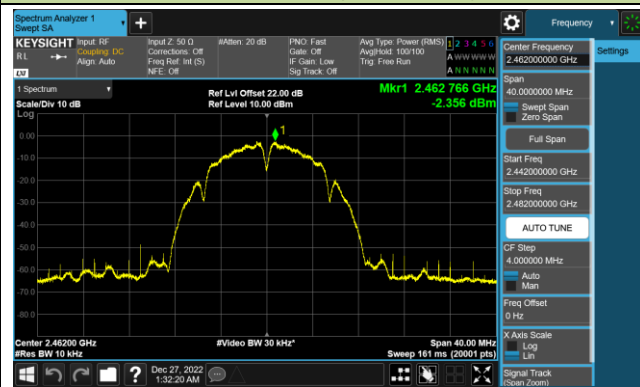 Spectrum Analyzer 1
Swept SA
Frequency
KEYSIGHT
RL
LXI
Input: RF
Coupling: DC
Align: Auto
Input Z: 50 Ω
Corrections: Off
Freq Ref: Int (S)
NFE: Off
#Atten: 20 dB
PNO: Fast
Gate: Off
IF Gain: Low
Sig Track: Off
Avg Type: Power (RMS)
Avg|Hold: 100/100
Trig: Free Run
1 2 3 4 5 6
A W W W W W
A N N N N N
1 Spectrum
Scale/Div 10 dB
Log
Ref Lvl Offset 22.00 dB
Ref Level 10.00 dBm
Mkr1 2.462 766 GHz
-2.356 dBm
1
0.00
-10.0
-20.0
-30.0
-40.0
-50.0
-60.0
-70.0
-80.0
Center 2.46200 GHz
#Res BW 10 kHz
#Video BW 30 kHz*
Span 40.00 MHz
Sweep 161 ms (20001 pts)
Dec 27, 2022
1:32:20 AM
Center Frequency
2.462000000 GHz
Settings
Span
40.0000000 MHz
Swept Span
Zero Span
Full Span
Start Freq
2.442000000 GHz
Stop Freq
2.482000000 GHz
AUTO TUNE
CF Step
4.000000 MHz
Auto
Man
Freq Offset
0 Hz
X Axis Scale
Log
Lin
Signal Track
(Span Zoom)